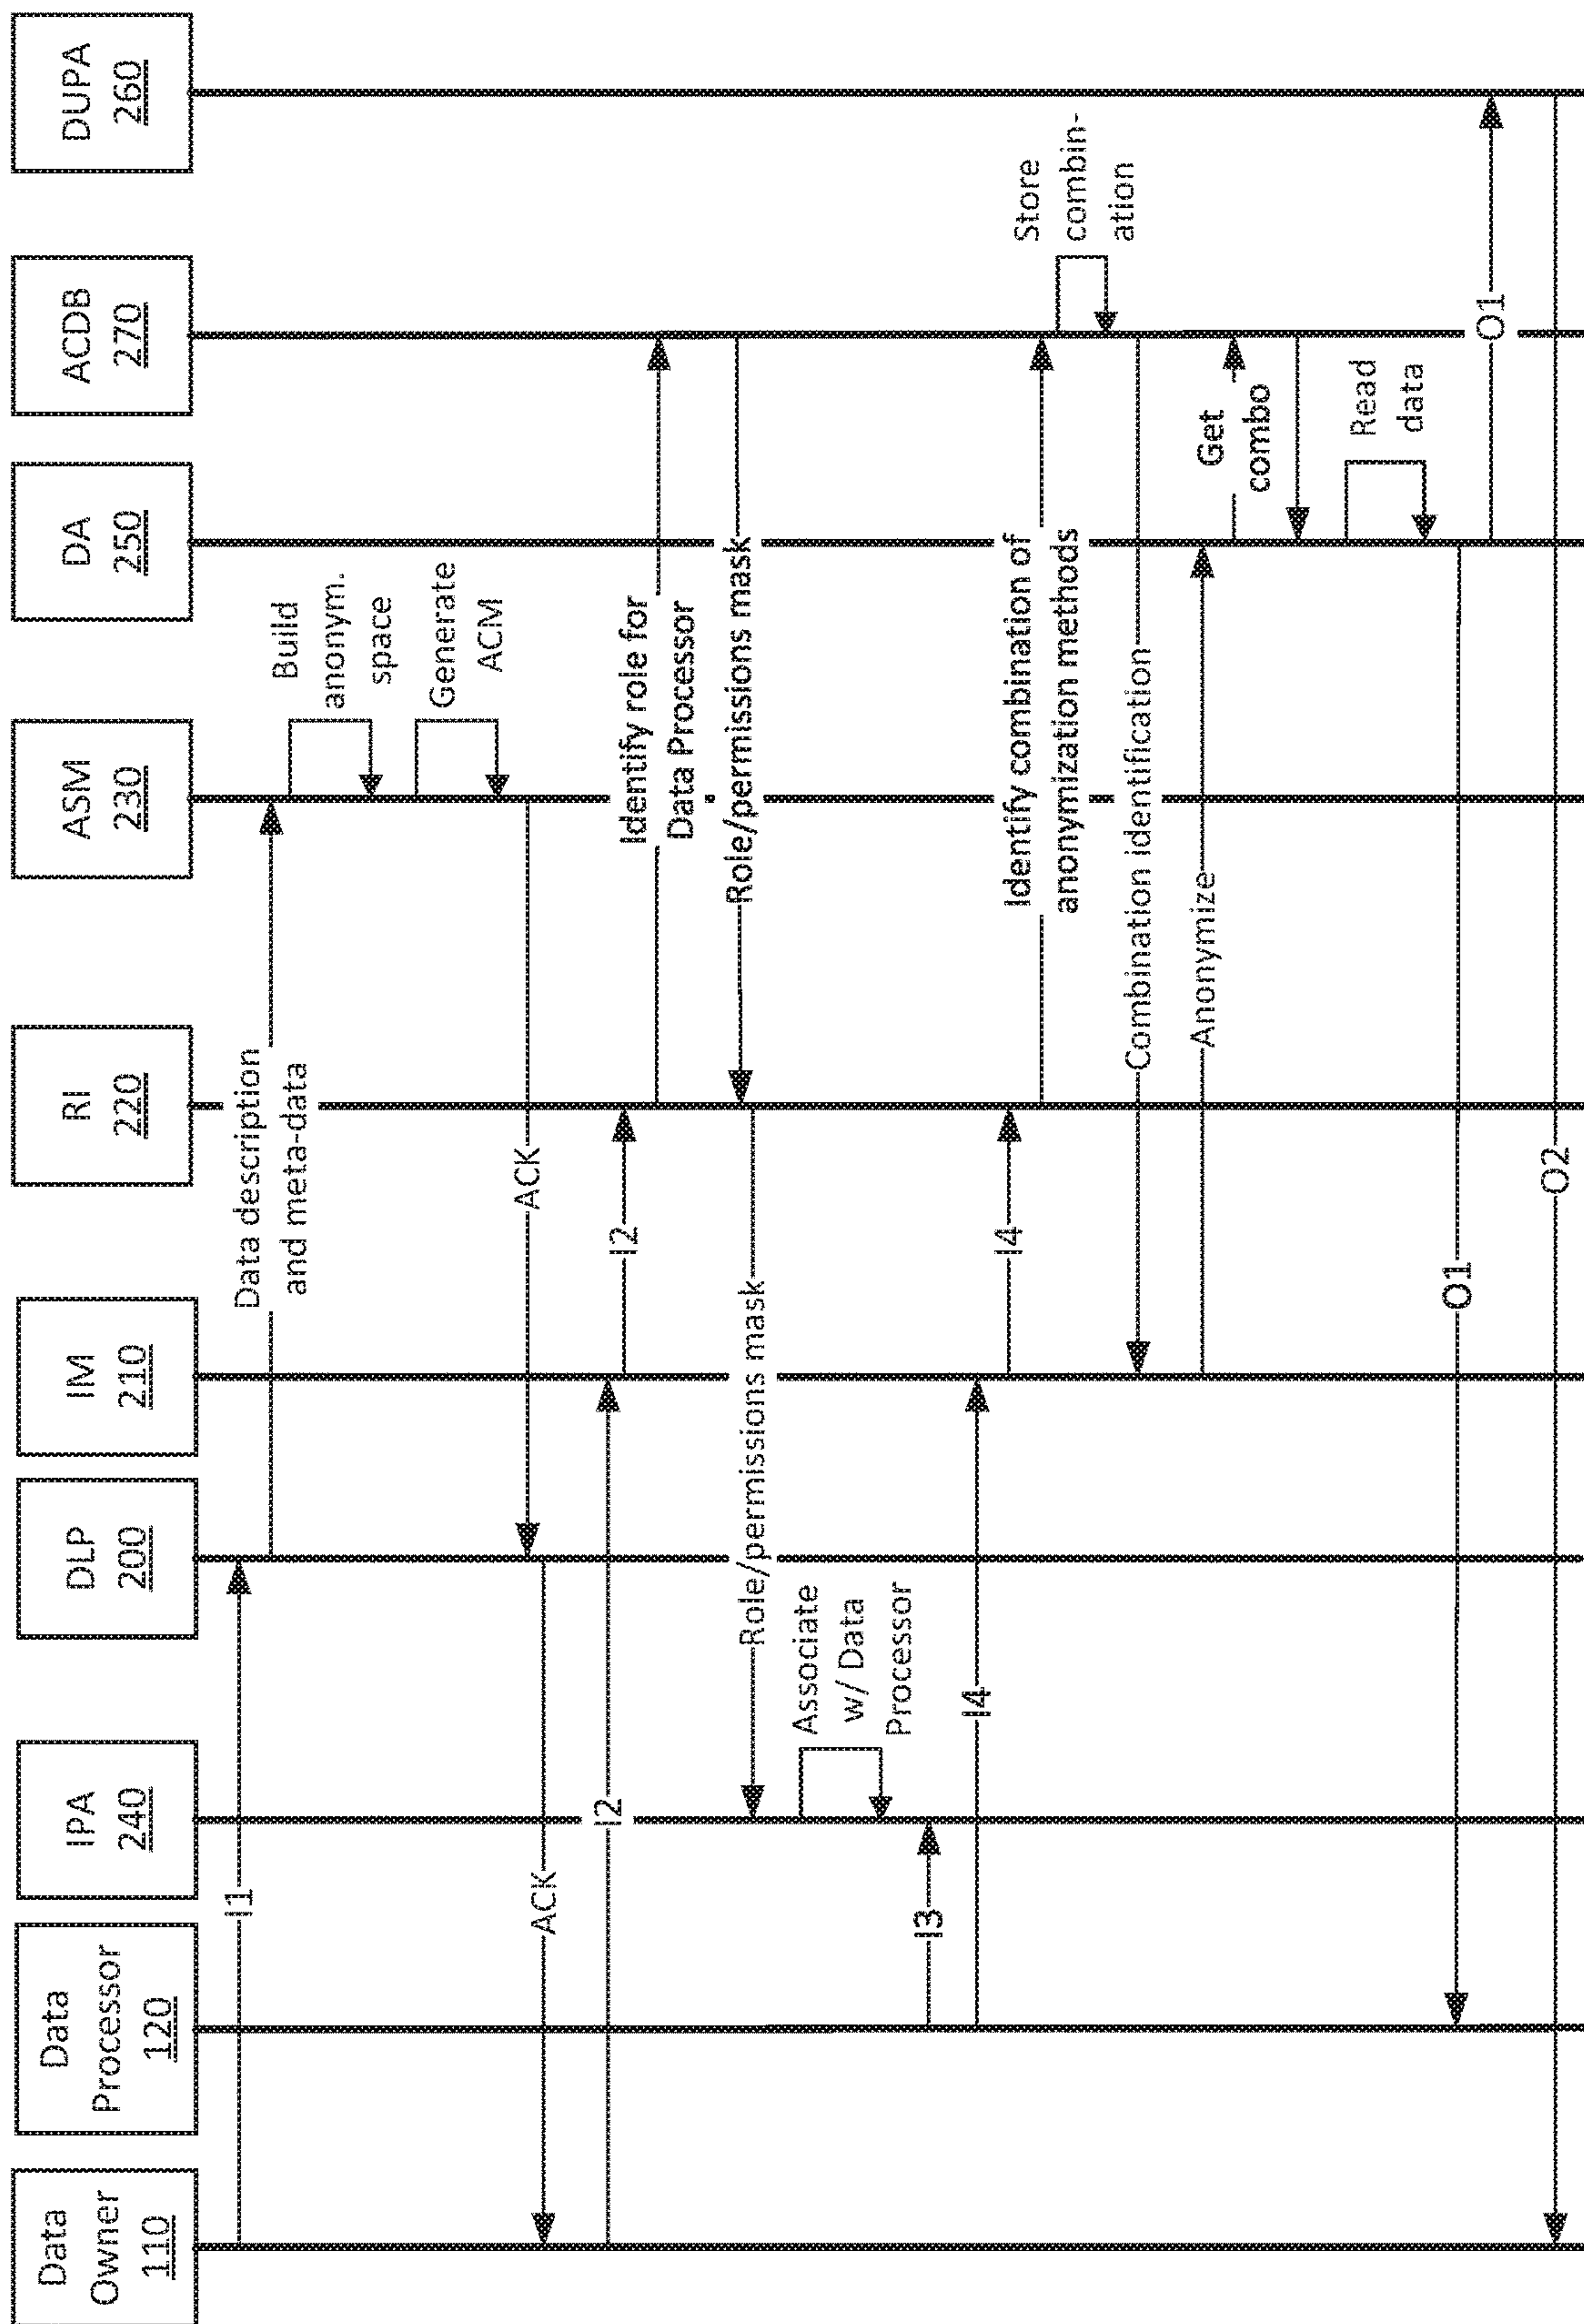 Data
Owner
110
Data
Processor
120
IPA
240
DLP
200
IM
210
RI
220
ASM
230
DA
250
ACDB
270
DUPA
260
I1
Data description
and meta-data
Build
anonym.
space
Generate
ACM
ACK
ACK
I2
I2
Identify role for
Data Processor
Role/permissions mask
Role/permissions mask
Associate
w/ Data
Processor
I3
I4
I4
Identify combination of
anonymization methods
Store
combin-
ation
Combination identification
Anonymize
Get
combo
Read
data
O1
O1
O2